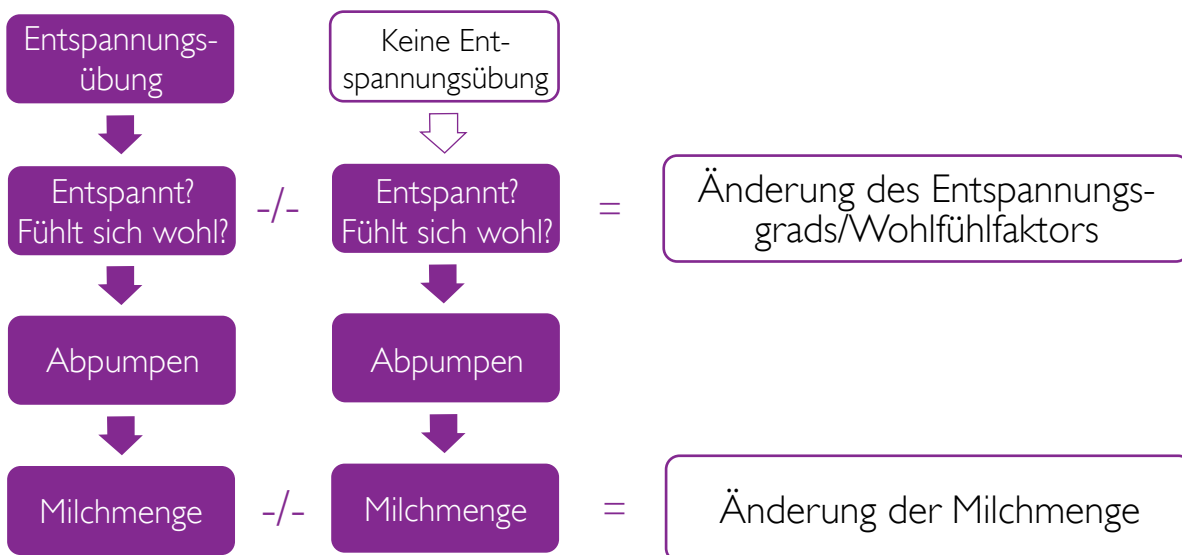 Entspannungs-
übung
Keine Ent-
spannungsübung
Entspannt?
Fühlt sich wohl?
-/-
Entspannt?
Fühlt sich wohl?
=
Änderung des Entspannungs-
grads/Wohlfühlfaktors
Abpumpen
Abpumpen
Milchmenge
-/-
Milchmenge
=
Änderung der Milchmenge